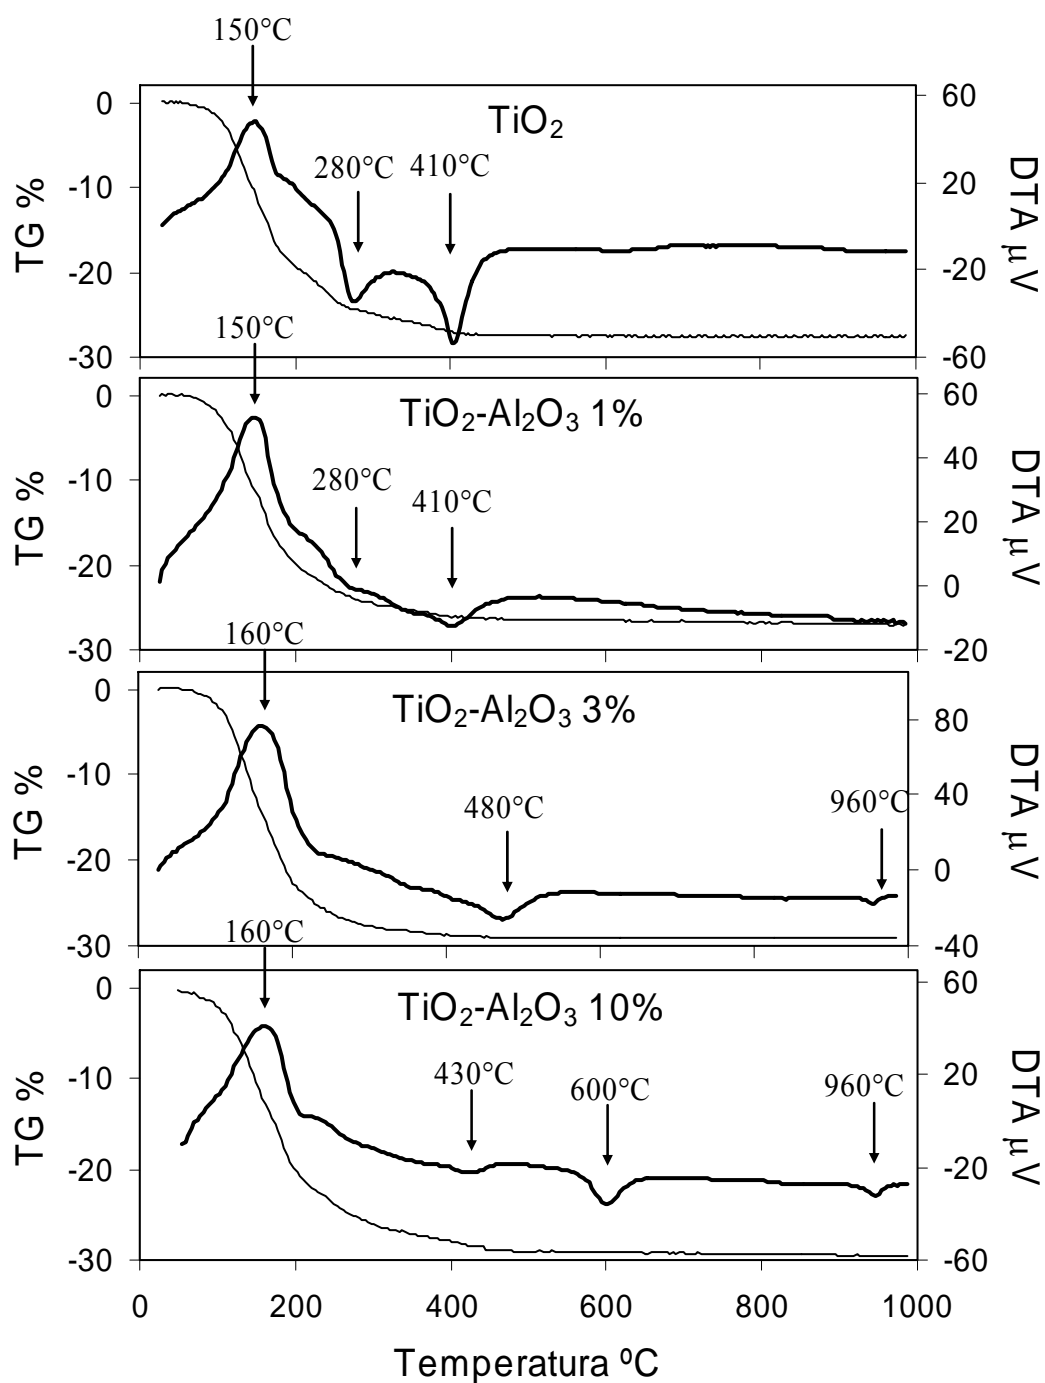 150°C
TiO2
280°C 410°C
0
-10
-20
-30
TG %
60
20
-20
-60
DTA µV
150°C
TiO2-Al2O3 1%
280°C
410°C
0
-10
-20
-30
TG %
60
40
20
0
-20
DTA µV
160°C
TiO2-Al2O3 3%
480°C
960°C
0
-10
-20
-30
TG %
80
40
0
-40
DTA µV
160°C
TiO2-Al2O3 10%
430°C
600°C
960°C
0
-10
-20
-30
TG %
60
20
-20
-60
DTA µV
0 200 400 600 800 1000
Temperatura ºC